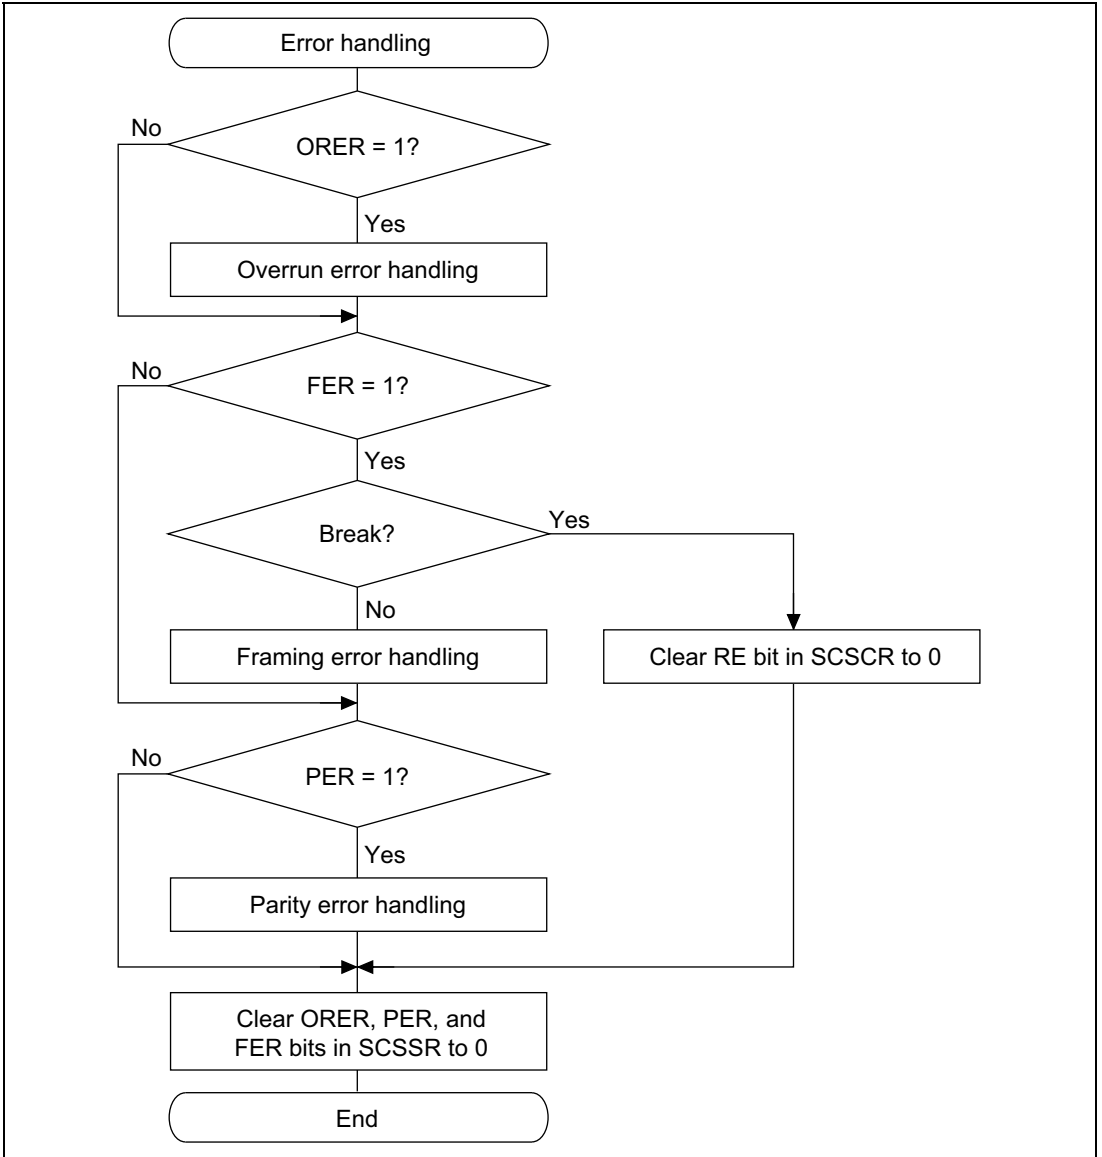 Error handling
No
ORER = 1?
Yes
Overrun error handling
No
FER = 1?
Yes
Break?
Yes
No
Framing error handling
Clear RE bit in SCSCR to 0
No
PER = 1?
Yes
Parity error handling
Clear ORER, PER, and
FER bits in SCSSR to 0
End